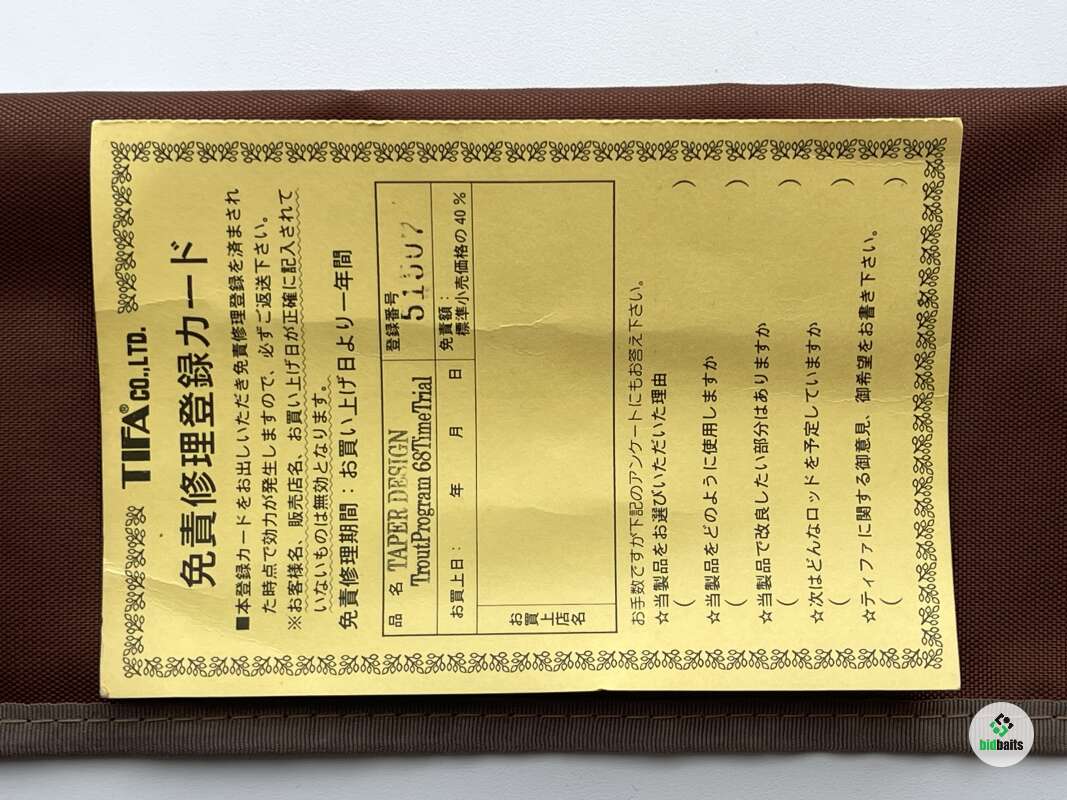 TIFA® CO.,LTD.
免責修理登録カード
■本登録カードをお出しいただき免責修理登録を済まされ
た時点で効力が発生しますので、必ずご返送下さい。
※お客様名、販売店名、お買い上げ日が正確に記入されて
いないものは無効となります。
免責修理期間：お買い上げ日より一年間
品　名 TAPER DESIGN
TroutProgram 68TimeTrial
登録番号
51507
お買上日：　年　月　日
免責額：
標準小売価格の40％
お買上店名
お手数ですが下記のアンケートにもお答え下さい。
☆当製品をお選びいただいた理由
（　）
☆当製品をどのように使用しますか
（　）
☆当製品で改良したい部分はありますか
（　）
☆次はどんなロッドを予定していますか
（　）
☆ティファに関する御意見、御希望をお書き下さい。
（　）
bidbaits